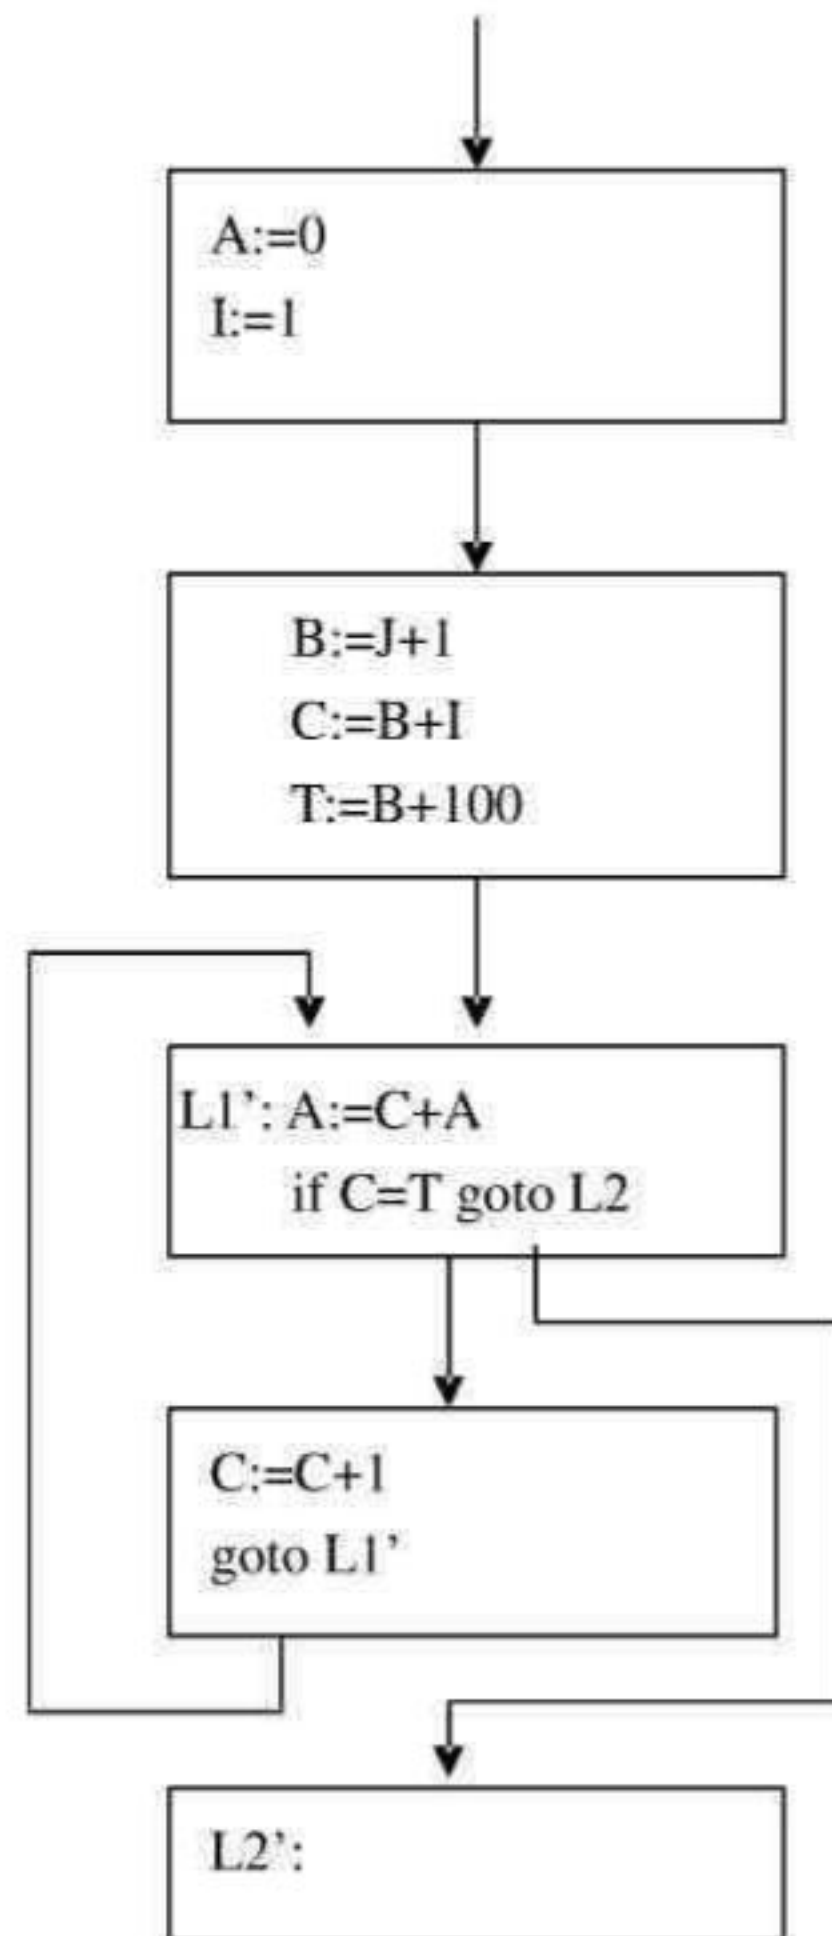 A:=0
I:=1
B:=J+1
C:=B+I
T:=B+100
L1’: A:=C+A
if C=T goto L2
C:=C+1
goto L1’
L2’: